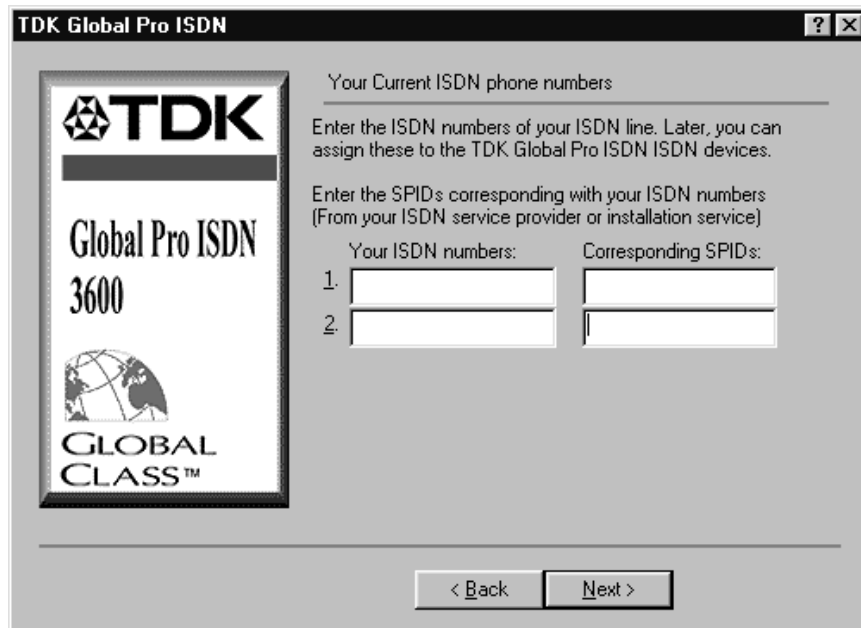 TDK Global Pro ISDN
TDK
Global Pro ISDN
3600
GLOBAL
CLASS™
Your Current ISDN phone numbers
Enter the ISDN numbers of your ISDN line. Later, you can
assign these to the TDK Global Pro ISDN ISDN devices.
Enter the SPIDs corresponding with your ISDN numbers
(From your ISDN service provider or installation service)
Your ISDN numbers: Corresponding SPIDs:
1.
2.
< Back Next >